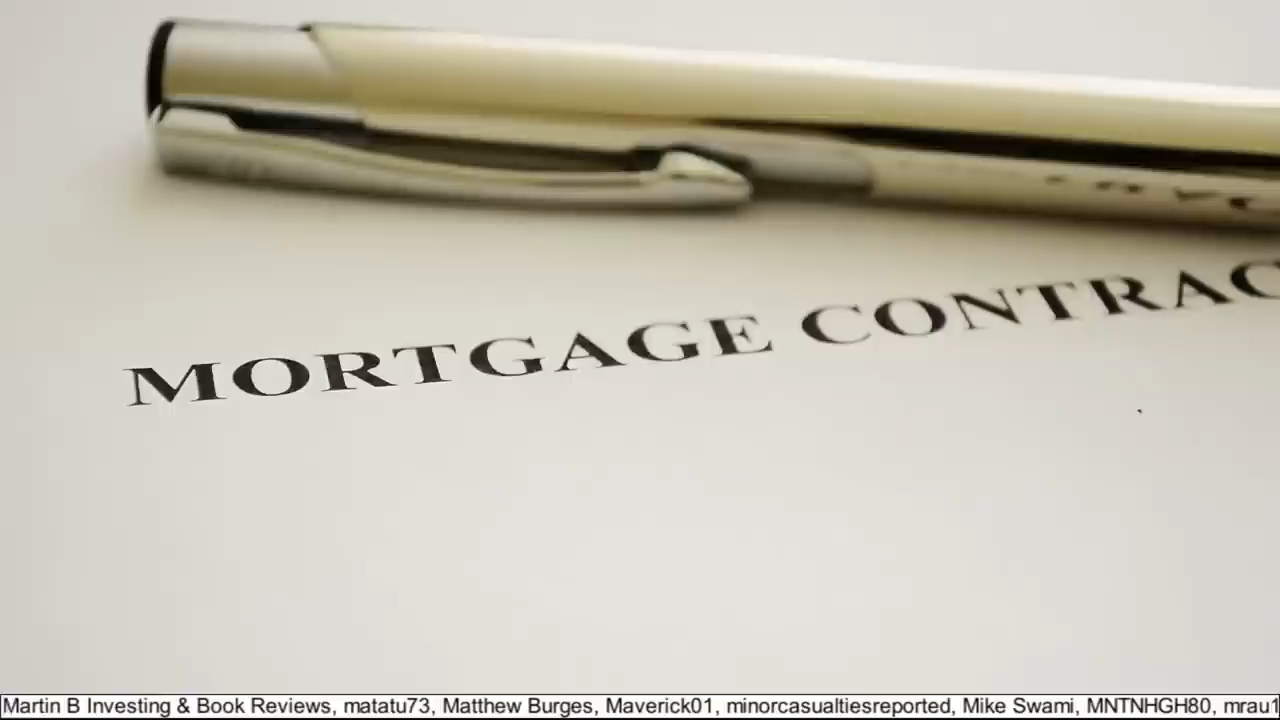 MORTGAGE CONTRAC
Martin B Investing & Book Reviews, matatu73, Matthew Burges, Maverick01, minorcasualtiesreported, Mike Swami, MNTNHGH80, mrau1